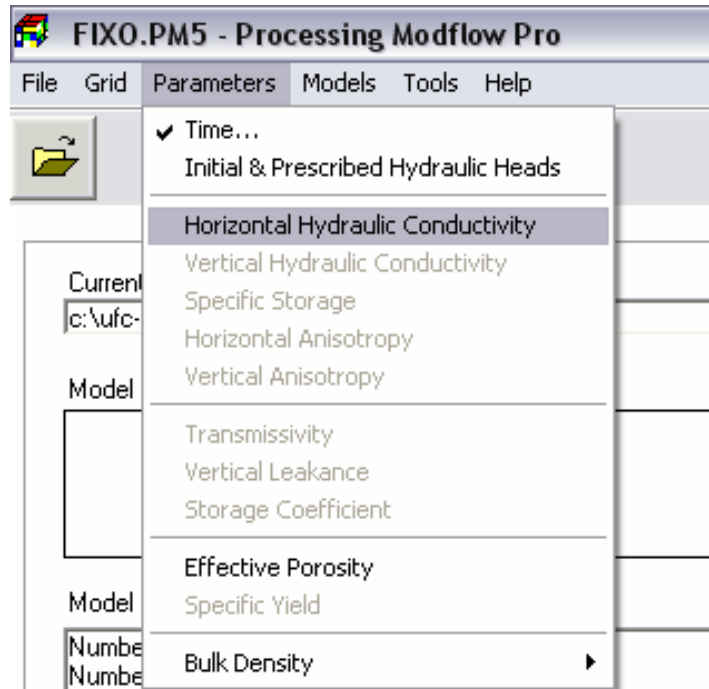 FIXO.PM5 - Processing Modflow Pro
File Grid Parameters Models Tools Help
Time...
Initial & Prescribed Hydraulic Heads
Horizontal Hydraulic Conductivity
Vertical Hydraulic Conductivity
Specific Storage
Horizontal Anisotropy
Vertical Anisotropy
Transmissivity
Vertical Leakance
Storage Coefficient
Effective Porosity
Specific Yield
Bulk Density
Current
c:\ufc-
Model
Model
Numbe
Numbe